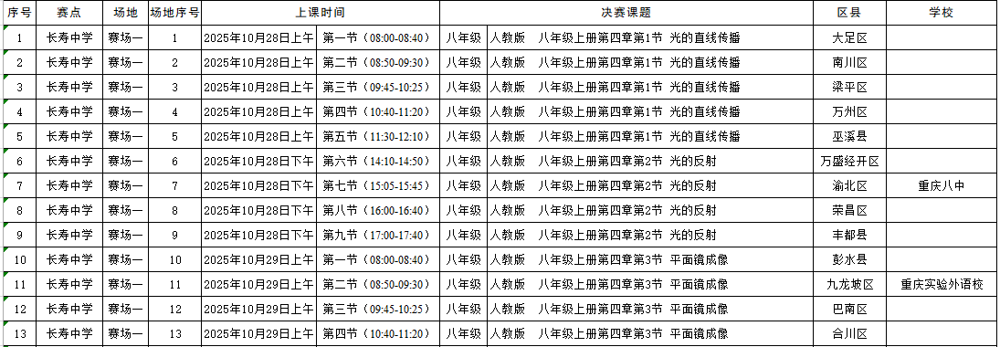 序号 赛点 场地 场地序号 上课时间 决赛课题 区县 学校
1 长寿中学 赛场一 1 2025年10月28日上午 第一节（08:00-08:40） 八年级 人教版 八年级上册第四章第1节 光的直线传播 大足区
2 长寿中学 赛场一 2 2025年10月28日上午 第二节（08:50-09:30） 八年级 人教版 八年级上册第四章第1节 光的直线传播 南川区
3 长寿中学 赛场一 3 2025年10月28日上午 第三节（09:45-10:25） 八年级 人教版 八年级上册第四章第1节 光的直线传播 梁平区
4 长寿中学 赛场一 4 2025年10月28日上午 第四节（10:40-11:20） 八年级 人教版 八年级上册第四章第1节 光的直线传播 万州区
5 长寿中学 赛场一 5 2025年10月28日上午 第五节（11:30-12:10） 八年级 人教版 八年级上册第四章第1节 光的直线传播 巫溪县
6 长寿中学 赛场一 6 2025年10月28日下午 第六节（14:10-14:50） 八年级 人教版 八年级上册第四章第2节 光的反射 万盛经开区
7 长寿中学 赛场一 7 2025年10月28日下午 第七节（15:05-15:45） 八年级 人教版 八年级上册第四章第2节 光的反射 渝北区 重庆八中
8 长寿中学 赛场一 8 2025年10月28日下午 第八节（16:00-16:40） 八年级 人教版 八年级上册第四章第2节 光的反射 荣昌区
9 长寿中学 赛场一 9 2025年10月28日下午 第九节（17:00-17:40） 八年级 人教版 八年级上册第四章第2节 光的反射 丰都县
10 长寿中学 赛场一 10 2025年10月29日上午 第一节（08:00-08:40） 八年级 人教版 八年级上册第四章第3节 平面镜成像 彭水县
11 长寿中学 赛场一 11 2025年10月29日上午 第二节（08:50-09:30） 八年级 人教版 八年级上册第四章第3节 平面镜成像 九龙坡区 重庆实验外语校
12 长寿中学 赛场一 12 2025年10月29日上午 第三节（09:45-10:25） 八年级 人教版 八年级上册第四章第3节 平面镜成像 巴南区
13 长寿中学 赛场一 13 2025年10月29日上午 第四节（10:40-11:20） 八年级 人教版 八年级上册第四章第3节 平面镜成像 合川区